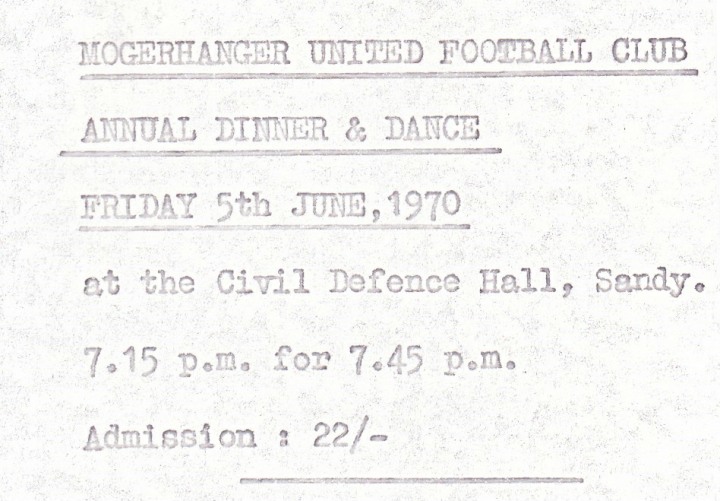 MOGERHANGER UNITED FOOTBALL CLUB
ANNUAL DINNER & DANCE
FRIDAY 5th JUNE,1970
at the Civil Defence Hall, Sandy.
7.15 p.m. for 7.45 p.m.
Admission : 22/-